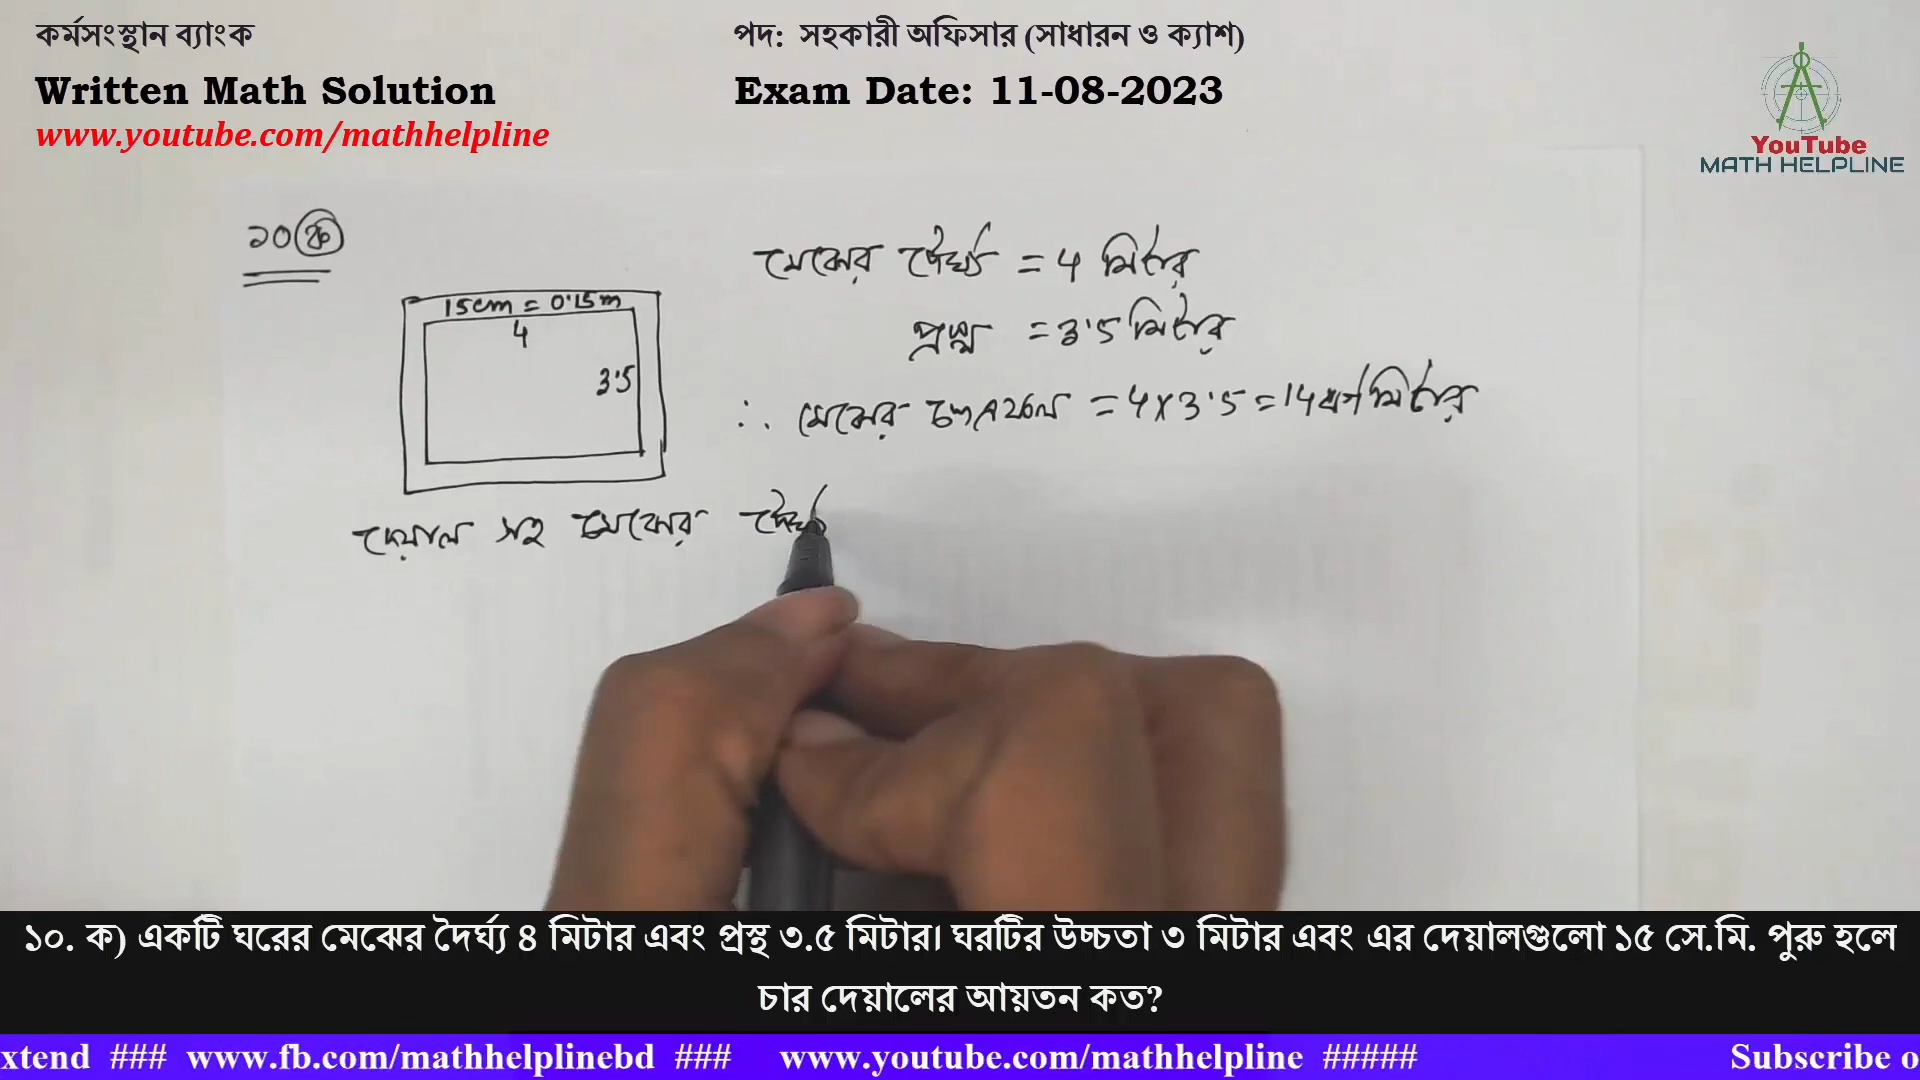 কর্মসংস্থান ব্যাংক
পদ: সহকারী অফিসার (সাধারন ও ক্যাশ)
Written Math Solution
Exam Date: 11-08-2023
www.youtube.com/mathhelpline
YouTube
MATH HELPLINE
১০ (ক)
15cm = 0.15m
4
3.5
মেঝের দৈর্ঘ্য = 4 মিটার
প্রস্থ = 3.5 মিটার
∴ মেঝের ক্ষেত্রফল = 4 x 3.5 = 14 বর্গ মিটার
দেয়াল সহ মেঝের দৈর্ঘ্য
১০. ক) একটি ঘরের মেঝের দৈর্ঘ্য ৪ মিটার এবং প্রস্থ ৩.৫ মিটার। ঘরটির উচ্চতা ৩ মিটার এবং এর দেয়ালগুলো ১৫ সে.মি. পুরু হলে
চার দেয়ালের আয়তন কত?
xtend ### www.fb.com/mathhelplinebd ### www.youtube.com/mathhelpline ##### Subscribe o